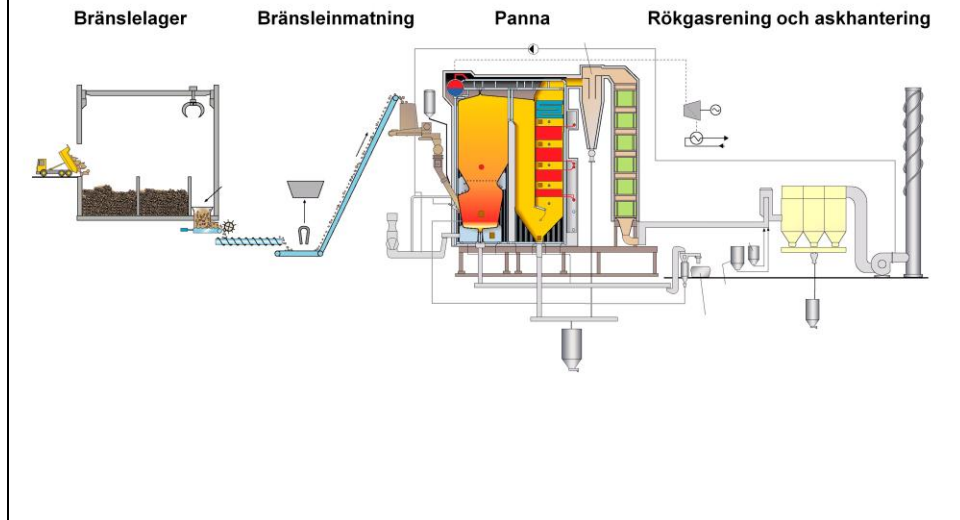 Bränslelager
Bränsleinmatning
Panna
Rökgasrening och askhantering